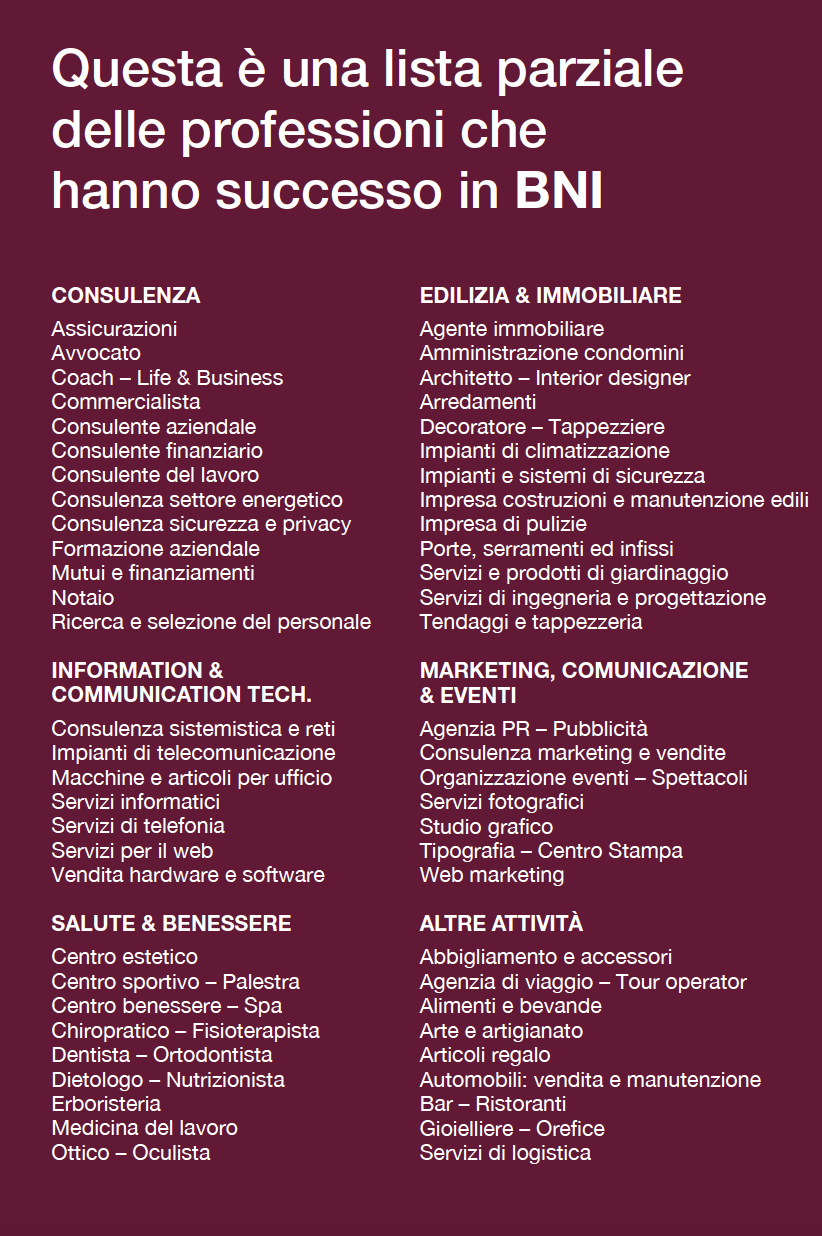 Questa è una lista parziale
delle professioni che
hanno successo in BNI
CONSULENZA
Assicurazioni
Avvocato
Coach – Life & Business
Commercialista
Consulente aziendale
Consulente finanziario
Consulente del lavoro
Consulenza settore energetico
Consulenza sicurezza e privacy
Formazione aziendale
Mutui e finanziamenti
Notaio
Ricerca e selezione del personale
EDILIZIA & IMMOBILIARE
Agente immobiliare
Amministrazione condomini
Architetto – Interior designer
Arredamenti
Decoratore – Tappezziere
Impianti di climatizzazione
Impianti e sistemi di sicurezza
Impresa costruzioni e manutenzione edili
Impresa di pulizie
Porte, serramenti ed infissi
Servizi e prodotti di giardinaggio
Servizi di ingegneria e progettazione
Tendaggi e tappezzeria
INFORMATION &
COMMUNICATION TECH.
Consulenza sistemistica e reti
Impianti di telecomunicazione
Macchine e articoli per ufficio
Servizi informatici
Servizi di telefonia
Servizi per il web
Vendita hardware e software
MARKETING, COMUNICAZIONE
& EVENTI
Agenzia PR – Pubblicità
Consulenza marketing e vendite
Organizzazione eventi – Spettacoli
Servizi fotografici
Studio grafico
Tipografia – Centro Stampa
Web marketing
SALUTE & BENESSERE
Centro estetico
Centro sportivo – Palestra
Centro benessere – Spa
Chiropratico – Fisioterapista
Dentista – Ortodontista
Dietologo – Nutrizionista
Erboristeria
Medicina del lavoro
Ottico – Oculista
ALTRE ATTIVITÀ
Abbigliamento e accessori
Agenzia di viaggio – Tour operator
Alimenti e bevande
Arte e artigianato
Articoli regalo
Automobili: vendita e manutenzione
Bar – Ristoranti
Gioielliere – Orefice
Servizi di logistica